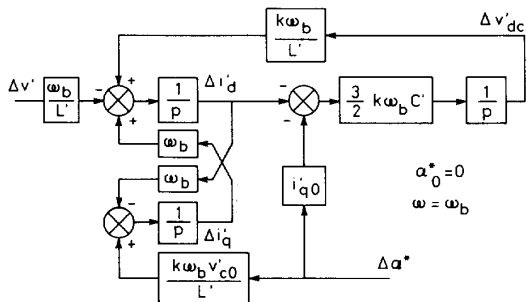 kω_b / L'
Δv'_dc
Δv'
ω_b / L'
−
+
+
1 / p
Δi'_d
−
−
3/2 kω_b C'
1 / p
ω_b
ω_b
i'_q0
α*_0 = 0
ω = ω_b
−
+
1 / p
Δi'_q
kω_b v'_c0 / L'
Δα*